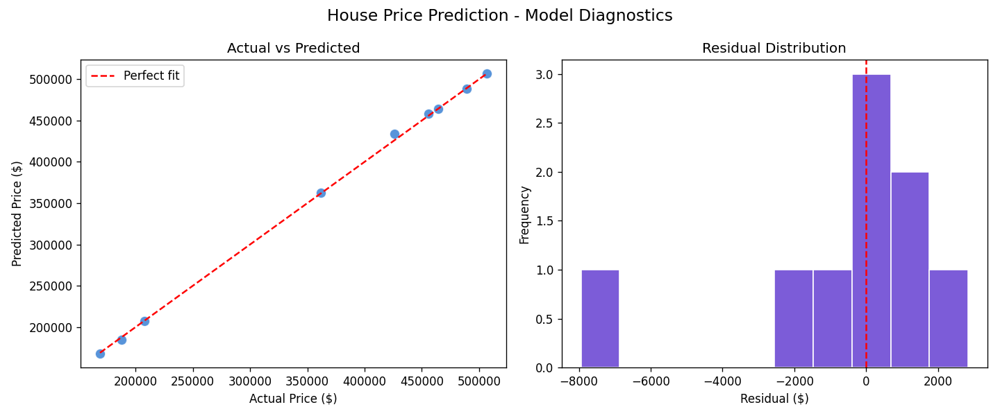 House Price Prediction - Model Diagnostics
Actual vs Predicted
Perfect fit
Predicted Price ($)
500000
450000
400000
350000
300000
250000
200000
200000 250000 300000 350000 400000 450000 500000
Actual Price ($)
Residual Distribution
Frequency
3.0
2.5
2.0
1.5
1.0
0.5
0.0
−8000 −6000 −4000 −2000 0 2000
Residual ($)